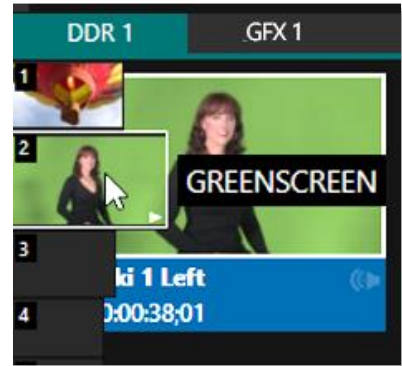 DDR 1 GFX 1
1
2
GREENSCREEN
3
ki 1 Left
4
0:00:38;01